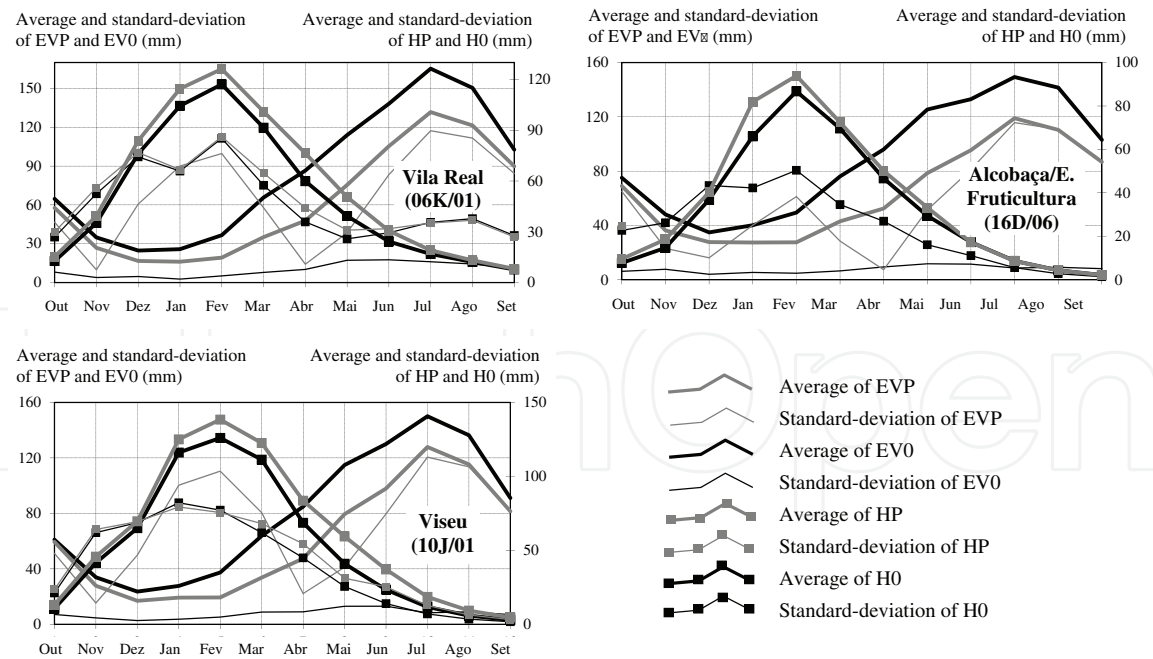 Average and standard-deviation
of EVP and EV0 (mm)
Average and standard-deviation
of HP and H0 (mm)
150
120
90
60
30
0
120
90
60
30
0
Vila Real
(06K/01)
Out Nov Dez Jan Fev Mar Abr Mai Jun Jul Ago Set
Average and standard-deviation
of EVP and EV (mm)
Average and standard-deviation
of HP and H0 (mm)
160
120
80
40
0
100
80
60
40
20
0
Alcobaça/E.
Fruticultura
(16D/06)
Out Nov Dez Jan Fev Mar Abr Mai Jun Jul Ago Set
Average and standard-deviation
of EVP and EV0 (mm)
Average and standard-deviation
of HP and H0 (mm)
160
120
80
40
0
150
100
50
0
Viseu
(10J/01
Out Nov Dez Jan Fev Mar Abr Mai Jun Jul Ago Set
Average of EVP
Standard-deviation of EVP
Average of EV0
Standard-deviation of EV0
Average of HP
Standard-deviation of HP
Average of H0
Standard-deviation of H0